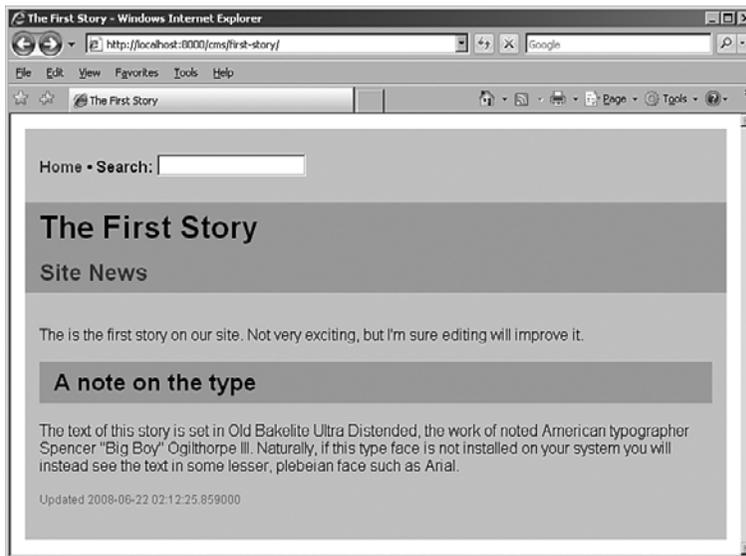 The First Story - Windows Internet Explorer
http://localhost:8000/cms/first-story/
Google
File Edit View Favorites Tools Help
The First Story
Page Tools
Home • Search:
The First Story
Site News
The is the first story on our site. Not very exciting, but I'm sure editing will improve it.
A note on the type
The text of this story is set in Old Bakelite Ultra Distended, the work of noted American typographer
Spencer "Big Boy" Ogilthorpe III. Naturally, if this type face is not installed on your system you will
instead see the text in some lesser, plebeian face such as Arial.
Updated 2008-06-22 02:12:25.859000